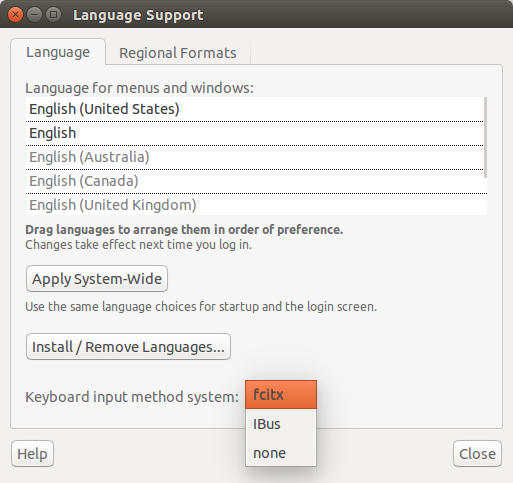 Language Support
Language Regional Formats
Language for menus and windows:
English (United States)
English
English (Australia)
English (Canada)
English (United Kingdom)
Drag languages to arrange them in order of preference.
Changes take effect next time you log in.
Apply System-Wide
Use the same language choices for startup and the login screen.
Install / Remove Languages...
Keyboard input method system: fcitx
IBus
none
Help Close